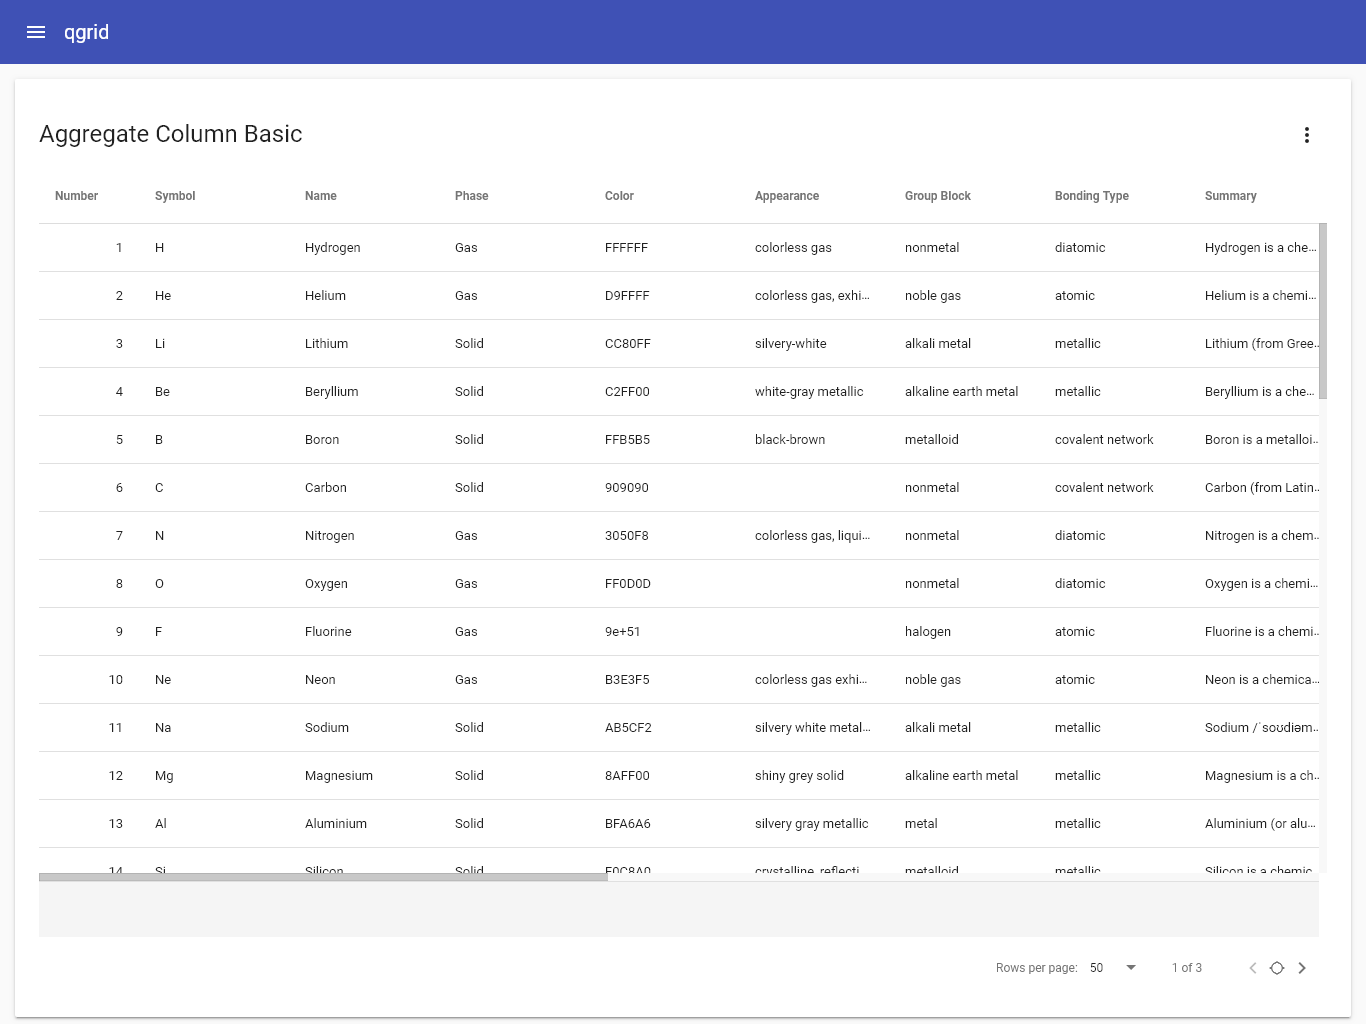 qgrid
Aggregate Column Basic
Number Symbol Name Phase Color Appearance Group Block Bonding Type Summary
1 H Hydrogen Gas FFFFFF colorless gas nonmetal diatomic Hydrogen is a che...
2 He Helium Gas D9FFFF colorless gas, exhi... noble gas atomic Helium is a chemi...
3 Li Lithium Solid CC80FF silvery-white alkali metal metallic Lithium (from Gree...
4 Be Beryllium Solid C2FF00 white-gray metallic alkaline earth metal metallic Beryllium is a che...
5 B Boron Solid FFB5B5 black-brown metalloid covalent network Boron is a metalloi...
6 C Carbon Solid 909090 nonmetal covalent network Carbon (from Latin...
7 N Nitrogen Gas 3050F8 colorless gas, liqui... nonmetal diatomic Nitrogen is a chem...
8 O Oxygen Gas FF0D0D nonmetal diatomic Oxygen is a chemi...
9 F Fluorine Gas 9e+51 halogen atomic Fluorine is a chemi...
10 Ne Neon Gas B3E3F5 colorless gas exhi... noble gas atomic Neon is a chemica...
11 Na Sodium Solid AB5CF2 silvery white metal... alkali metal metallic Sodium /ˈsoʊdiəm...
12 Mg Magnesium Solid 8AFF00 shiny grey solid alkaline earth metal metallic Magnesium is a ch...
13 Al Aluminium Solid BFA6A6 silvery gray metallic metal metallic Aluminium (or alu...
14 Si Silicon Solid F0C8A0 crystalline, reflecti... metalloid metallic Silicon is a chemic...
Rows per page: 50 1 of 3